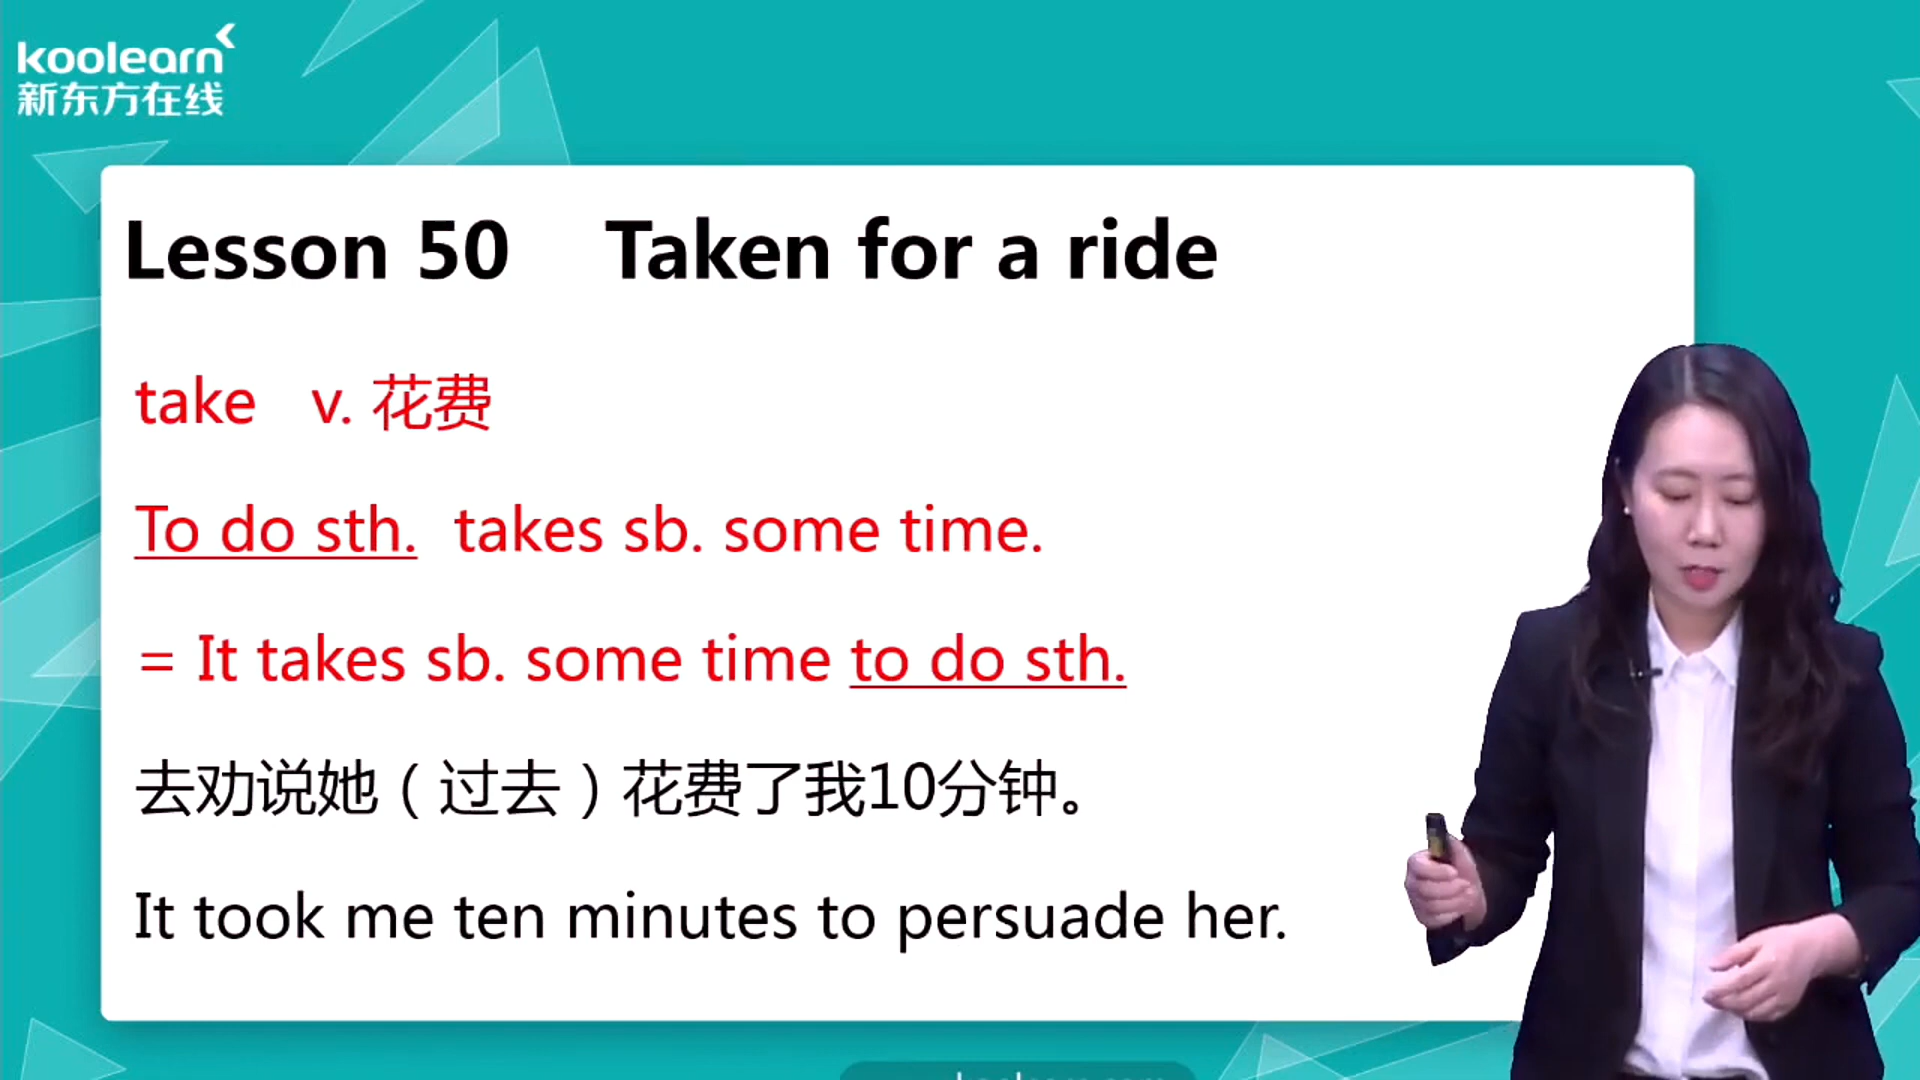 koolearn
新东方在线
Lesson 50 Taken for a ride
take v. 花费
To do sth. takes sb. some time.
= It takes sb. some time to do sth.
去劝说她（过去）花费了我10分钟。
It took me ten minutes to persuade her.